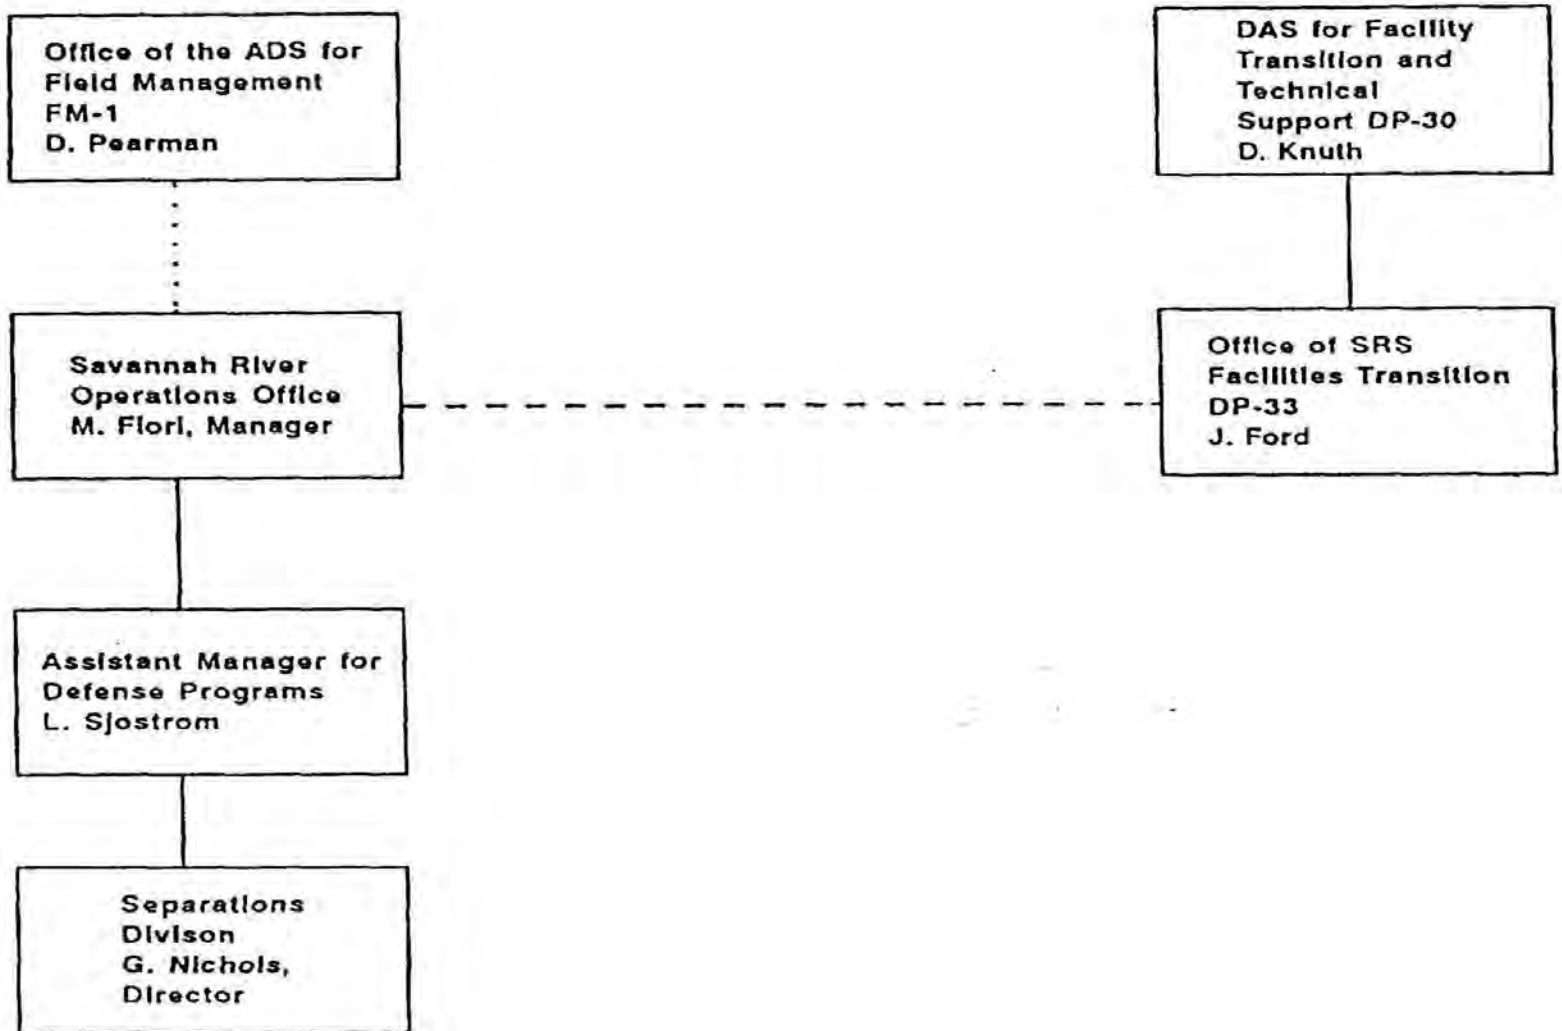 Office of the ADS for
Field Management
FM-1
D. Pearman
DAS for Facility
Transition and
Technical
Support DP-30
D. Knuth
Savannah River
Operations Office
M. Fiori, Manager
Office of SRS
Facilities Transition
DP-33
J. Ford
Assistant Manager for
Defense Programs
L. Sjostrom
Separations
Divison
G. Nichols,
Director